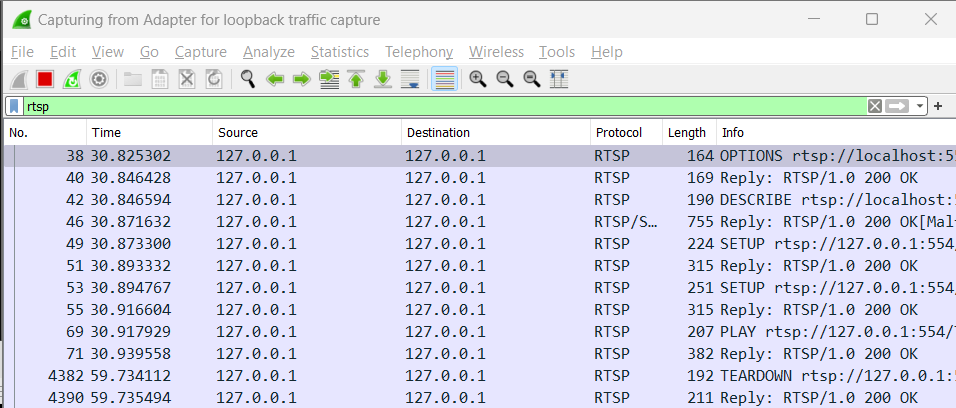 Capturing from Adapter for loopback traffic capture
File Edit View Go Capture Analyze Statistics Telephony Wireless Tools Help
rtsp
No. Time Source Destination Protocol Length Info
38 30.825302 127.0.0.1 127.0.0.1 RTSP 164 OPTIONS rtsp://localhost:5
40 30.846428 127.0.0.1 127.0.0.1 RTSP 169 Reply: RTSP/1.0 200 OK
42 30.846594 127.0.0.1 127.0.0.1 RTSP 190 DESCRIBE rtsp://localhost:
46 30.871632 127.0.0.1 127.0.0.1 RTSP/S… 755 Reply: RTSP/1.0 200 OK[Mal
49 30.873300 127.0.0.1 127.0.0.1 RTSP 224 SETUP rtsp://127.0.0.1:554/
51 30.893332 127.0.0.1 127.0.0.1 RTSP 315 Reply: RTSP/1.0 200 OK
53 30.894767 127.0.0.1 127.0.0.1 RTSP 251 SETUP rtsp://127.0.0.1:554/
55 30.916604 127.0.0.1 127.0.0.1 RTSP 315 Reply: RTSP/1.0 200 OK
69 30.917929 127.0.0.1 127.0.0.1 RTSP 207 PLAY rtsp://127.0.0.1:554/
71 30.939558 127.0.0.1 127.0.0.1 RTSP 382 Reply: RTSP/1.0 200 OK
4382 59.734112 127.0.0.1 127.0.0.1 RTSP 192 TEARDOWN rtsp://127.0.0.1:
4390 59.735494 127.0.0.1 127.0.0.1 RTSP 211 Reply: RTSP/1.0 200 OK